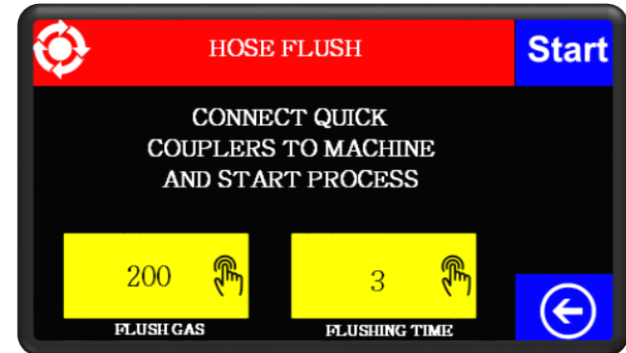 HOSE FLUSH
Start
CONNECT QUICK
COUPLERS TO MACHINE
AND START PROCESS
200
3
FLUSH GAS
FLUSHING TIME